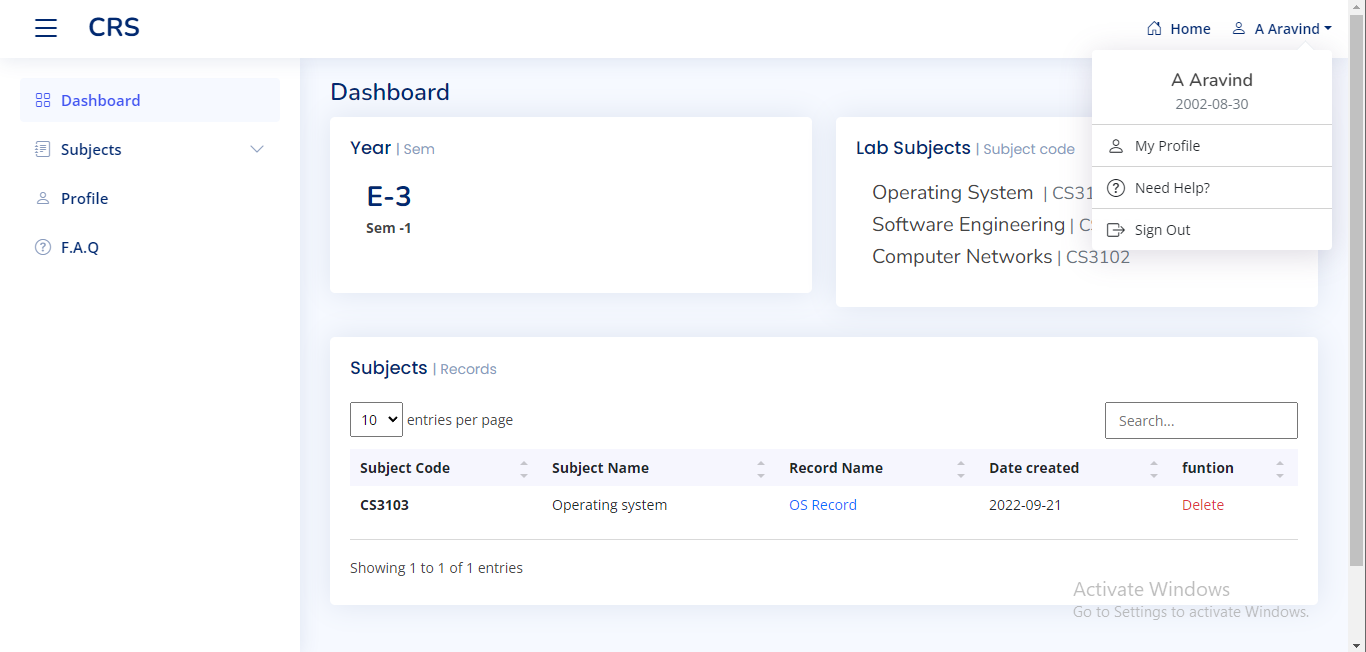 CRS
Home
A Aravind
A Aravind
2002-08-30
My Profile
Need Help?
Sign Out
Dashboard
Subjects
Profile
F.A.Q
Dashboard
Year | Sem
E-3
Sem -1
Lab Subjects | Subject code
Operating System | CS31
Software Engineering |
Computer Networks | CS3102
Subjects | Records
10 entries per page
Search...
Subject Code Subject Name Record Name Date created funtion
CS3103 Operating system OS Record 2022-09-21 Delete
Showing 1 to 1 of 1 entries
Activate Windows
Go to Settings to activate Windows.